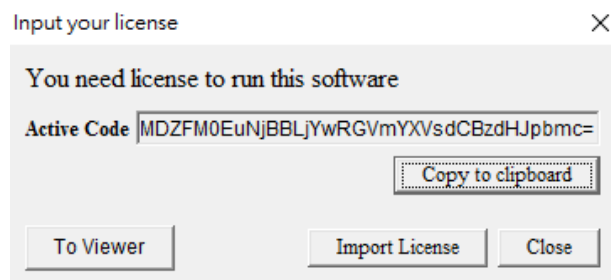 Input your license
You need license to run this software
Active Code MDZFM0EuNjBBLjYwRGVmYXVsdCBzdHJpbmc=
Copy to clipboard
To Viewer Import License Close